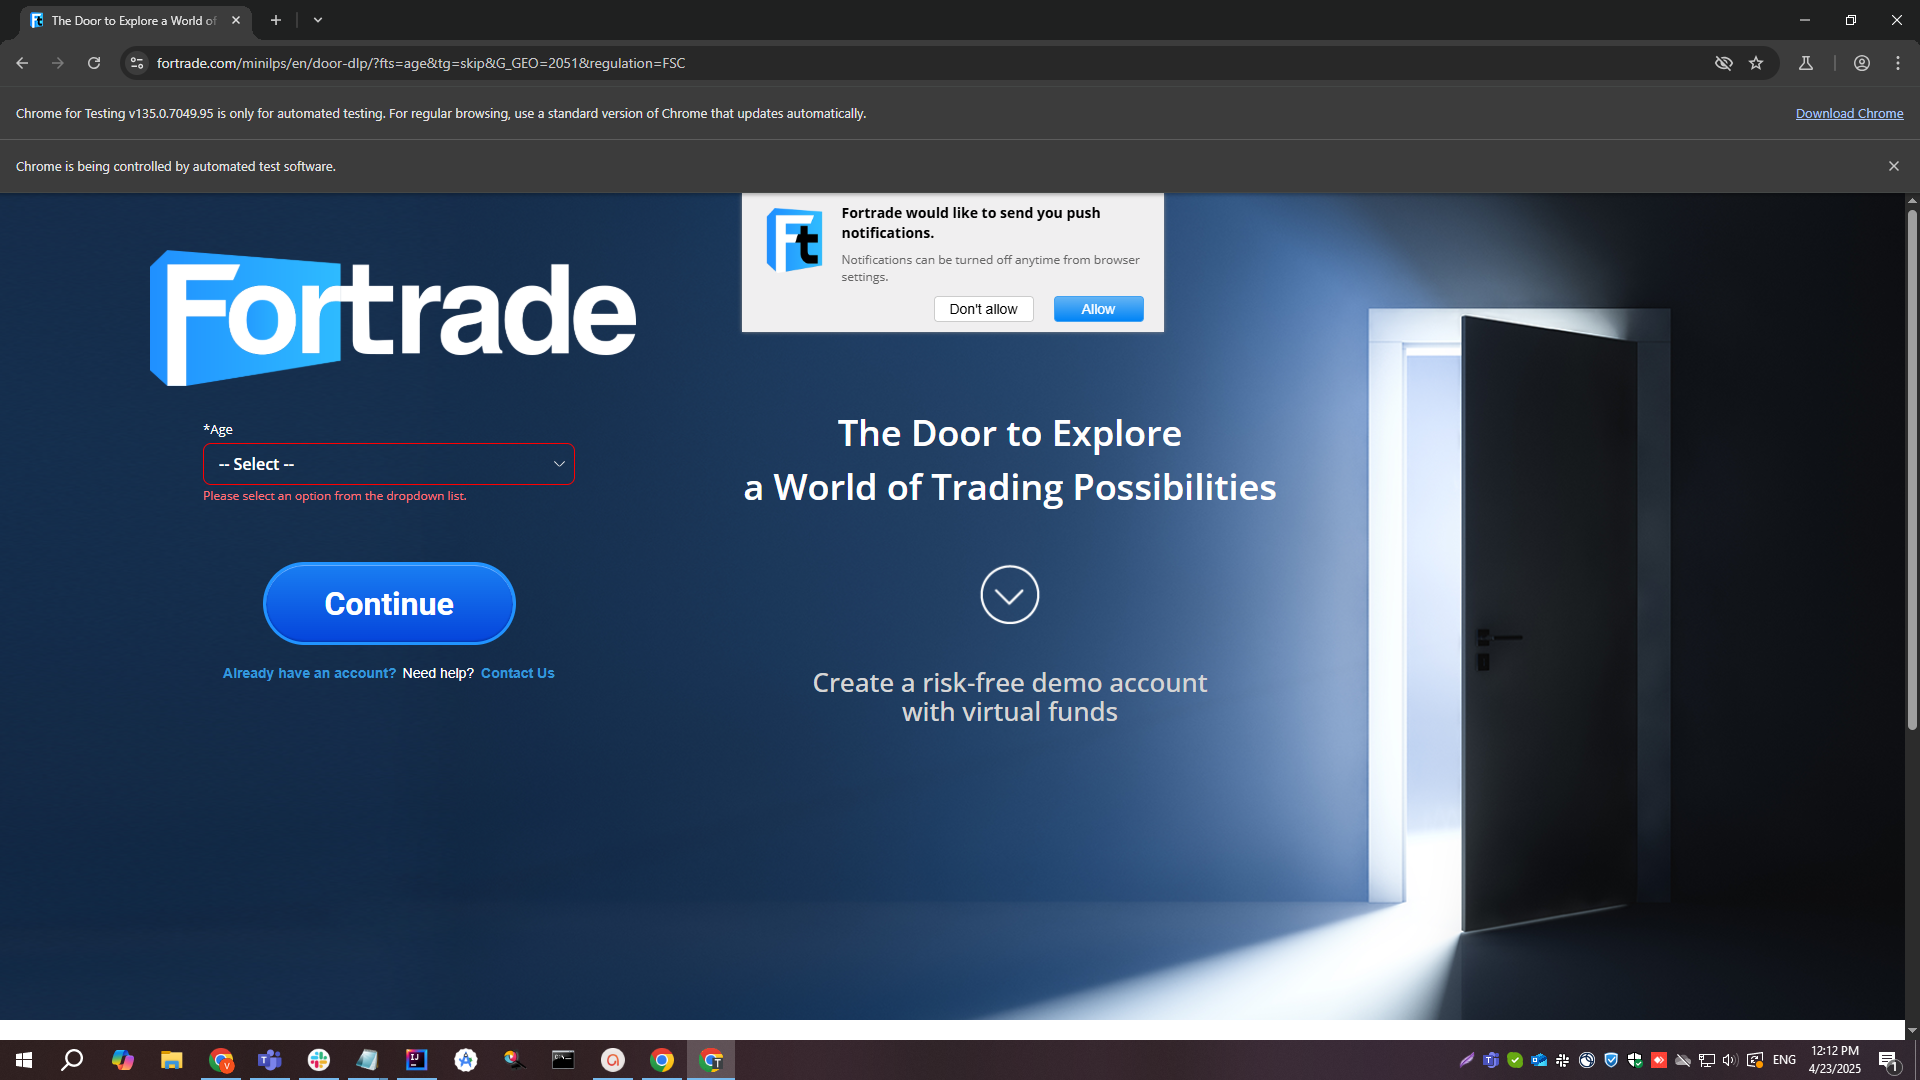 The Door to Explore a World of
fortrade.com/minilps/en/door-dlp/?fts=age&tg=skip&G_GEO=2051&regulation=FSC
Chrome for Testing v135.0.7049.95 is only for automated testing. For regular browsing, use a standard version of Chrome that updates automatically.
Download Chrome
Chrome is being controlled by automated test software.
Ft
Fortrade would like to send you push
notifications.
Notifications can be turned off anytime from browser
settings.
Don't allow
Allow
Fortrade
*Age
-- Select --
Please select an option from the dropdown list.
Continue
Already have an account? Need help? Contact Us
The Door to Explore
a World of Trading Possibilities
Create a risk-free demo account
with virtual funds
ENG
12:12 PM
4/23/2025
1